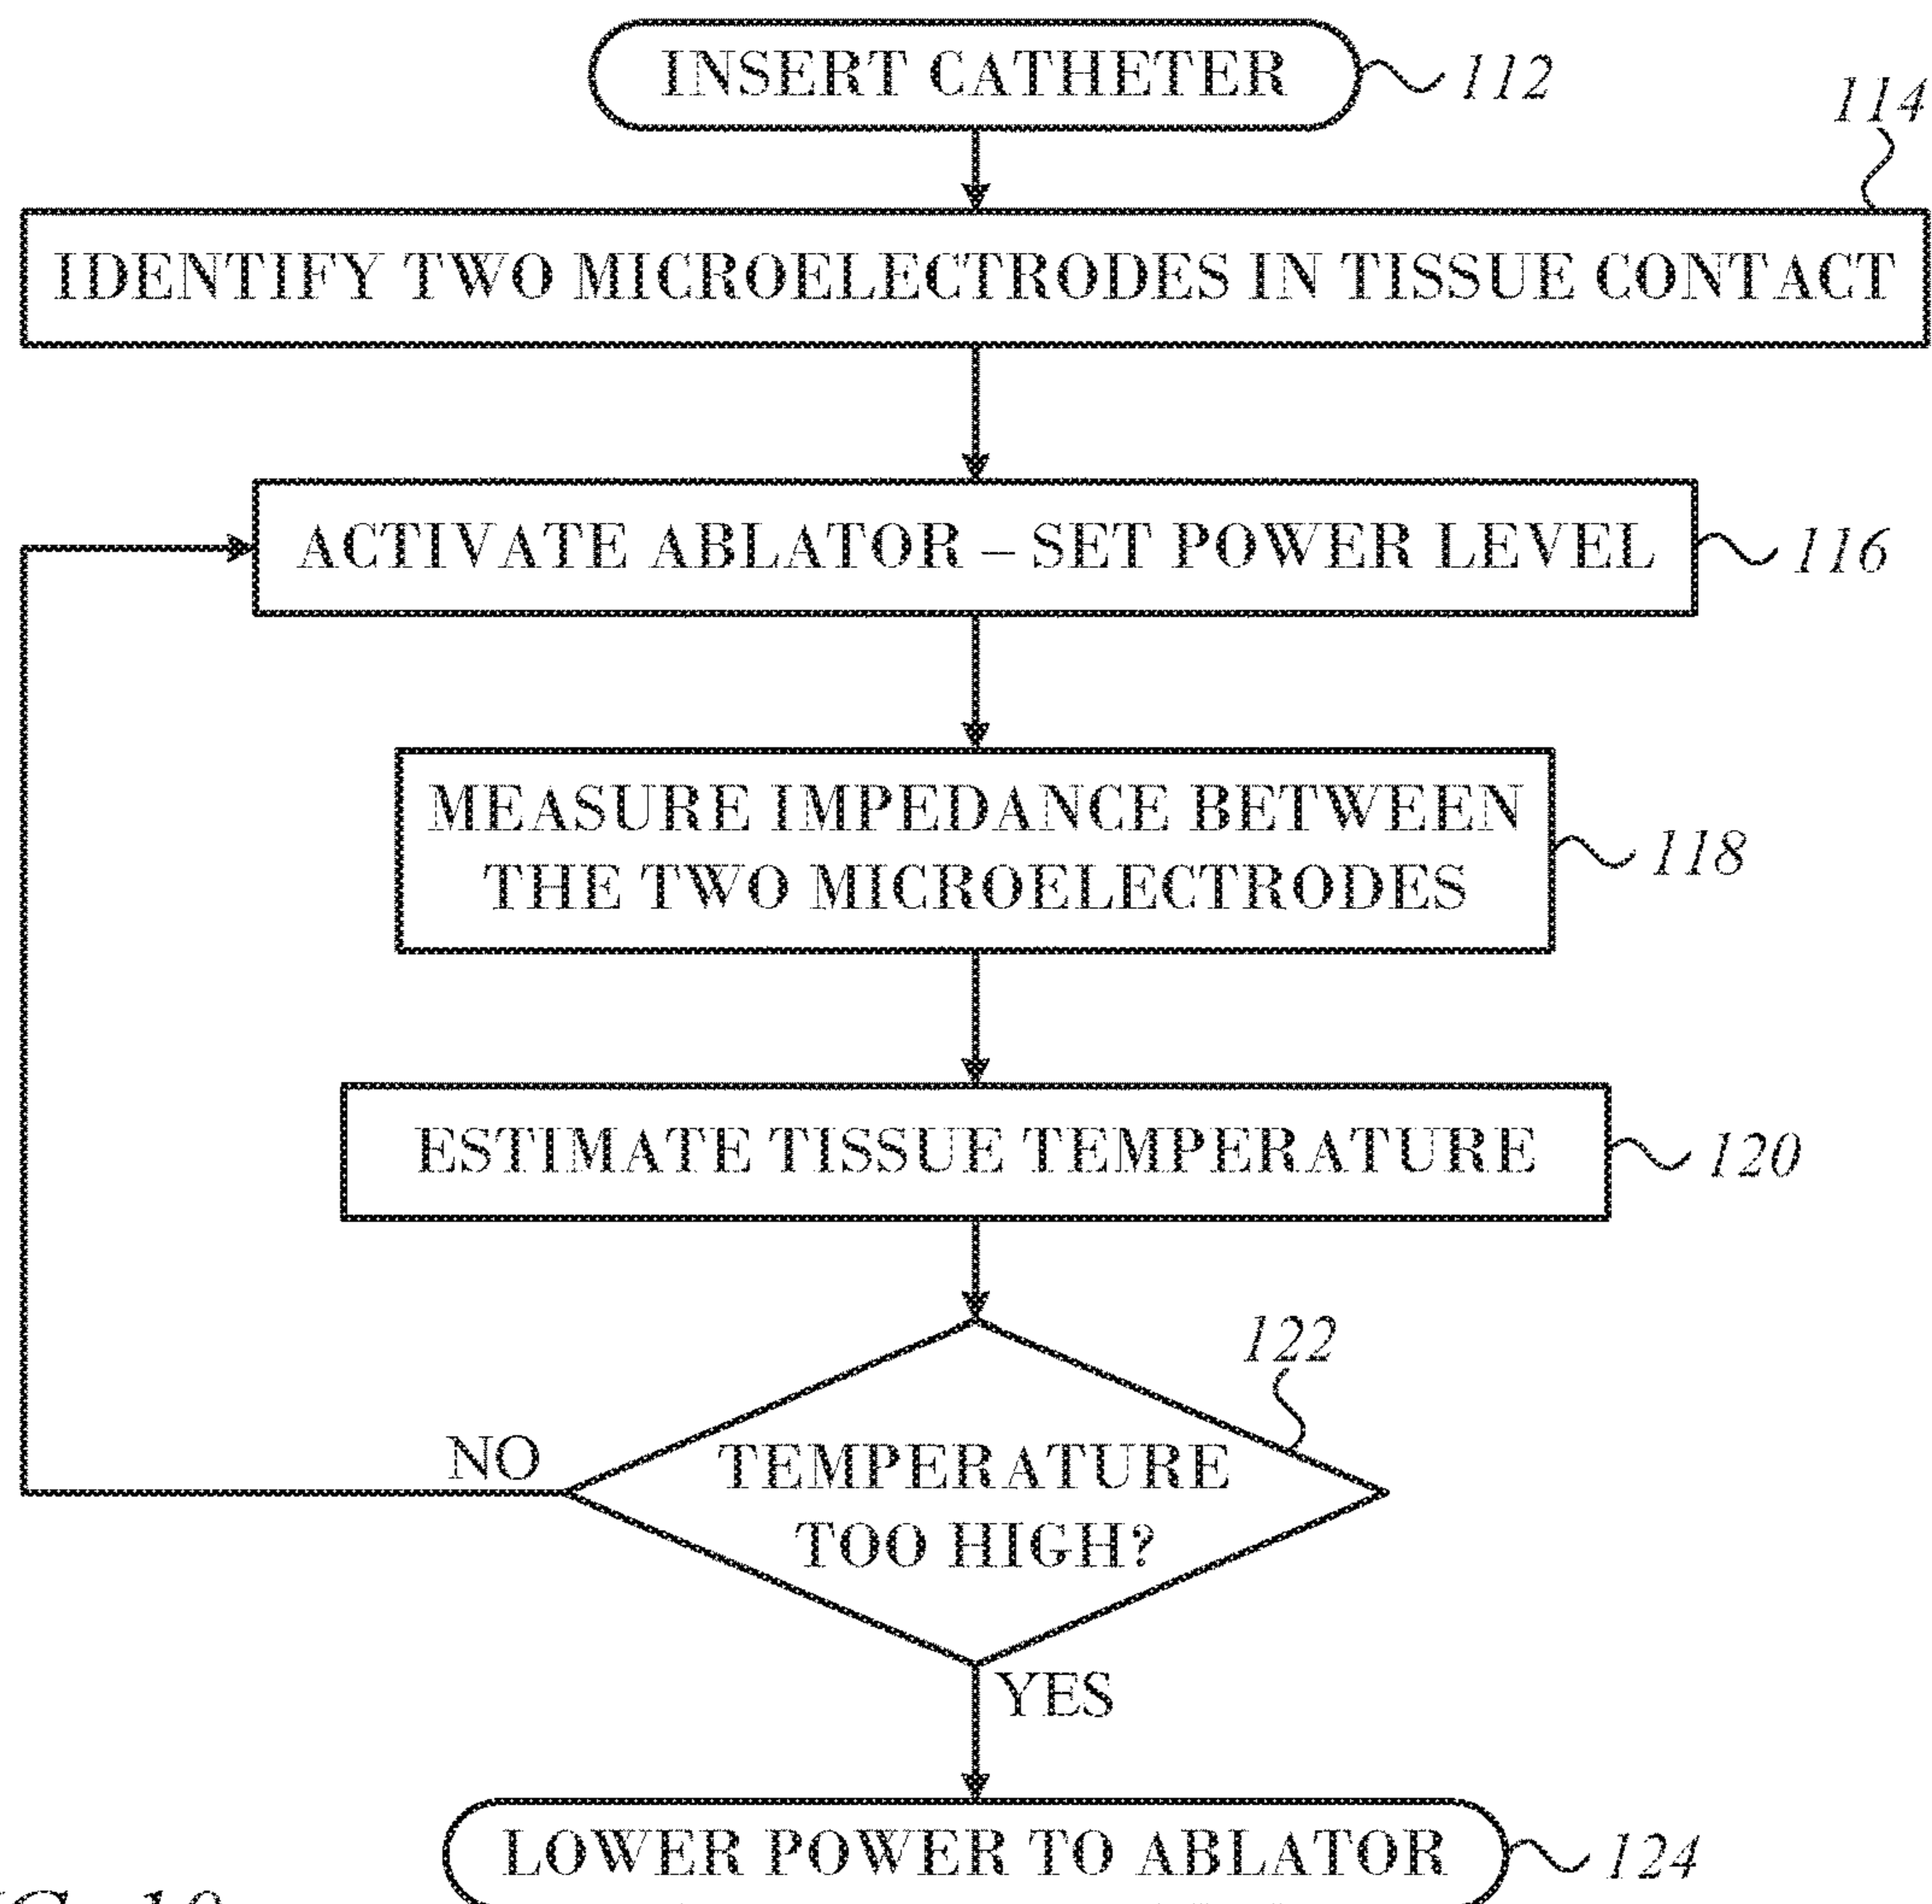 INSERT CATHETER
112
114
IDENTIFY TWO MICROELECTRODES IN TISSUE CONTACT
ACTIVATE ABLATOR – SET POWER LEVEL
116
MEASURE IMPEDANCE BETWEEN
THE TWO MICROELECTRODES
118
ESTIMATE TISSUE TEMPERATURE
120
122
NO
TEMPERATURE
TOO HIGH?
YES
LOWER POWER TO ABLATOR
124